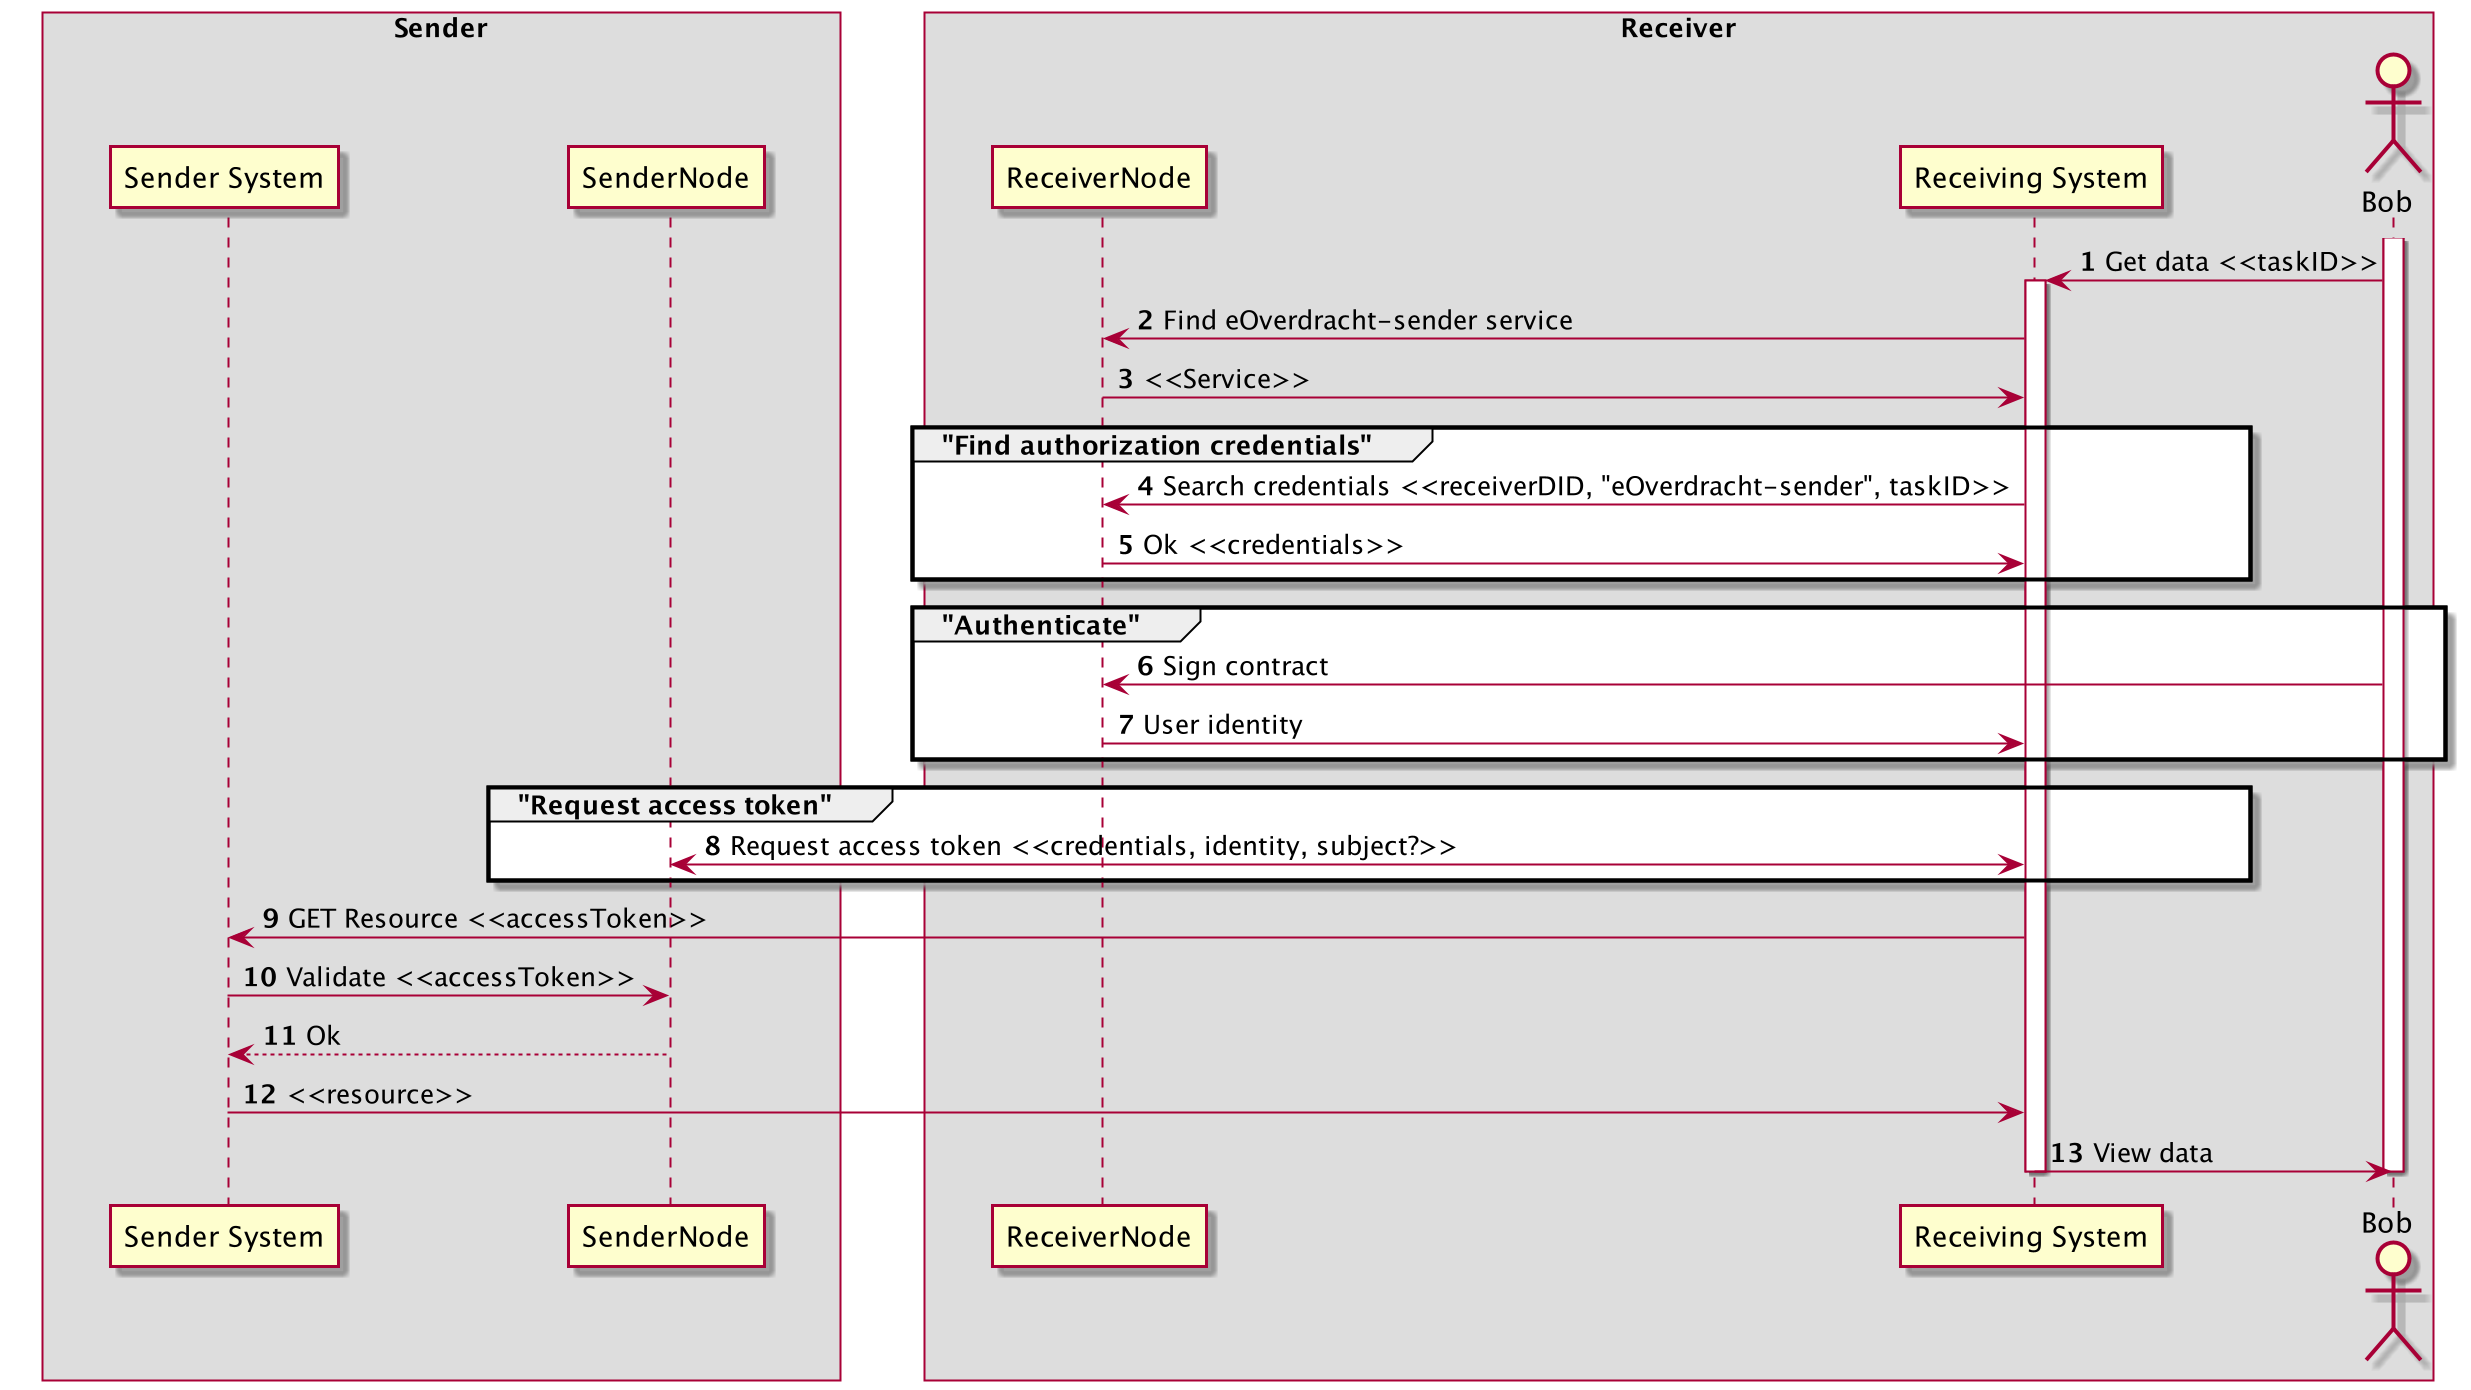 Sender
Receiver
Sender System
SenderNode
ReceiverNode
Receiving System
Bob
1 Get data <<taskID>>
2 Find eOverdracht-sender service
3 <<Service>>
"Find authorization credentials"
4 Search credentials <<receiverDID, "eOverdracht-sender", taskID>>
5 Ok <<credentials>>
"Authenticate"
6 Sign contract
7 User identity
"Request access token"
8 Request access token <<credentials, identity, subject?>>
9 GET Resource <<accessToken>>
10 Validate <<accessToken>>
11 Ok
12 <<resource>>
13 View data
Sender System
SenderNode
ReceiverNode
Receiving System
Bob